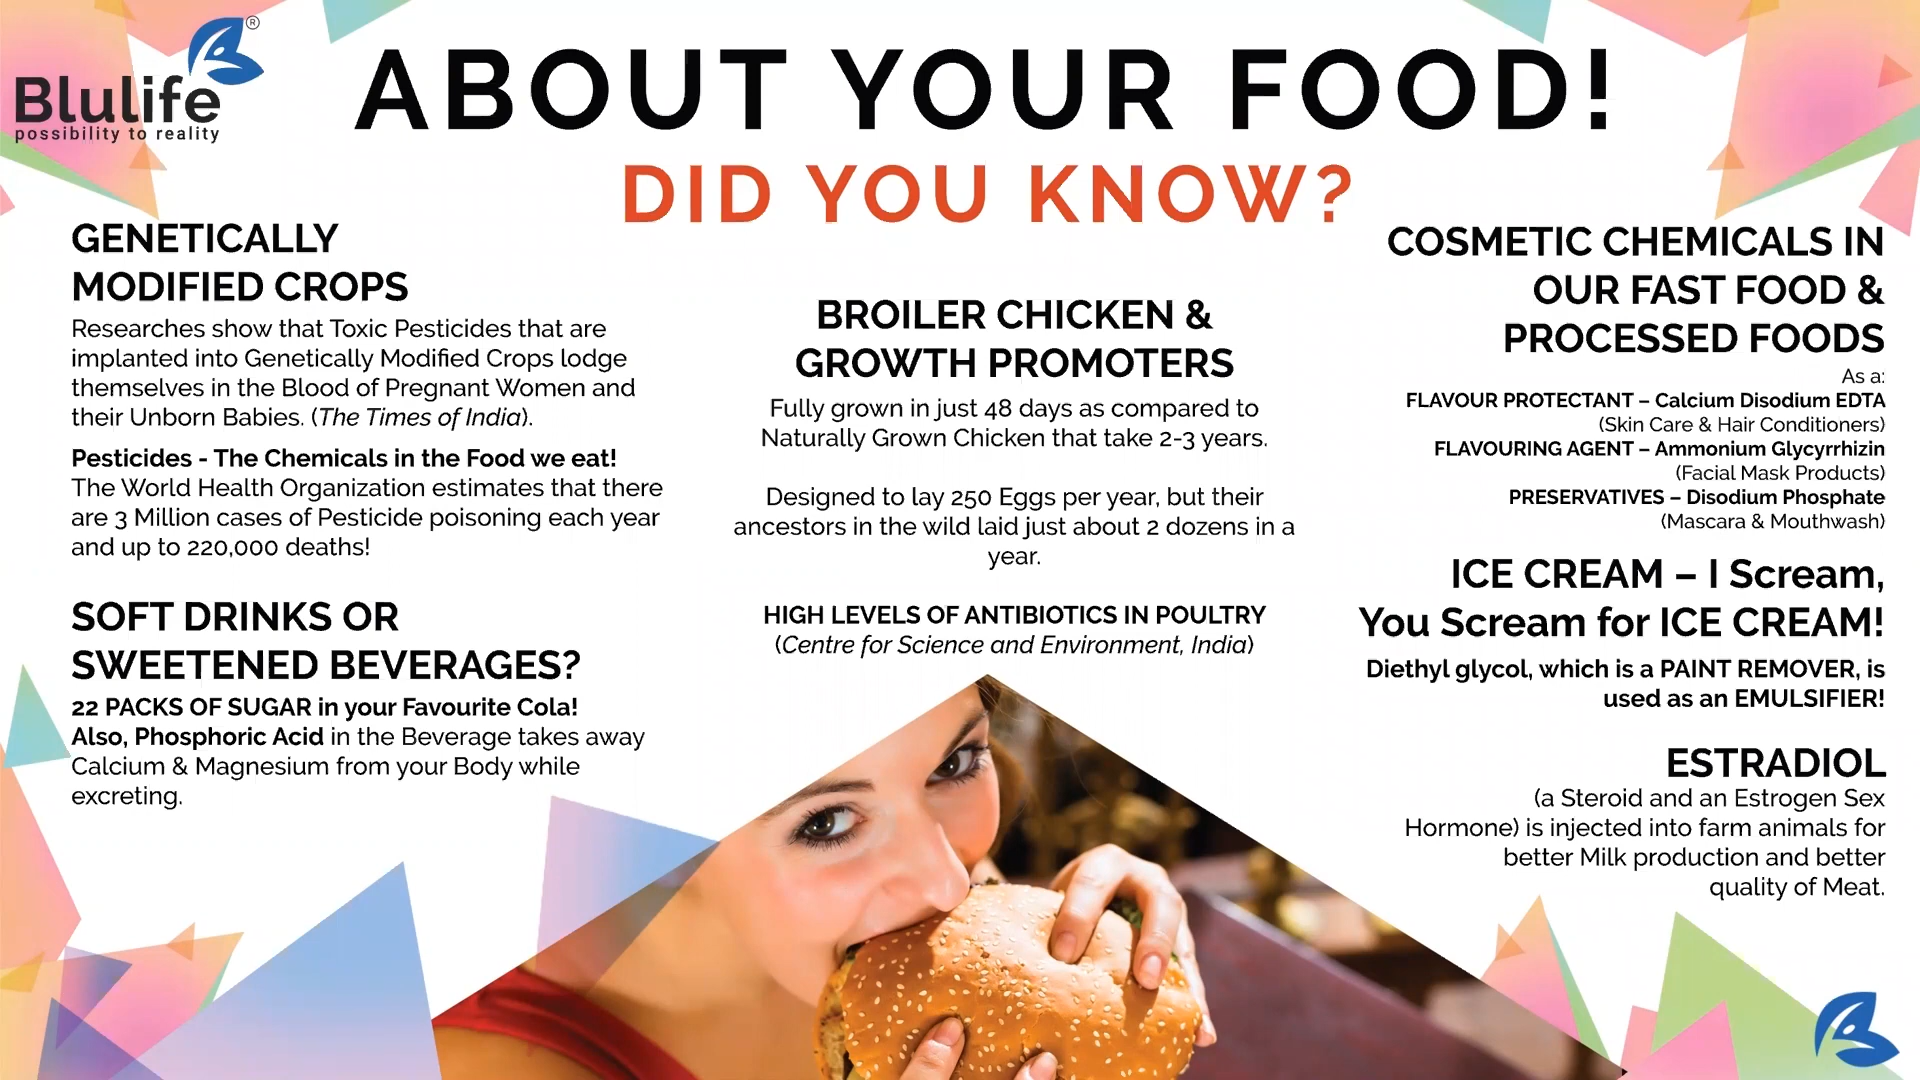 Blulife®
possibility to reality
ABOUT YOUR FOOD!
DID YOU KNOW?
GENETICALLY
MODIFIED CROPS
Researches show that Toxic Pesticides that are
implanted into Genetically Modified Crops lodge
themselves in the Blood of Pregnant Women and
their Unborn Babies. (The Times of India).
Pesticides - The Chemicals in the Food we eat!
The World Health Organization estimates that there
are 3 Million cases of Pesticide poisoning each year
and up to 220,000 deaths!
SOFT DRINKS OR
SWEETENED BEVERAGES?
22 PACKS OF SUGAR in your Favourite Cola!
Also, Phosphoric Acid in the Beverage takes away
Calcium & Magnesium from your Body while
excreting.
BROILER CHICKEN &
GROWTH PROMOTERS
Fully grown in just 48 days as compared to
Naturally Grown Chicken that take 2-3 years.
Designed to lay 250 Eggs per year, but their
ancestors in the wild laid just about 2 dozens in a
year.
HIGH LEVELS OF ANTIBIOTICS IN POULTRY
(Centre for Science and Environment, India)
COSMETIC CHEMICALS IN
OUR FAST FOOD &
PROCESSED FOODS
As a:
FLAVOUR PROTECTANT – Calcium Disodium EDTA
(Skin Care & Hair Conditioners)
FLAVOURING AGENT – Ammonium Glycyrrhizin
(Facial Mask Products)
PRESERVATIVES – Disodium Phosphate
(Mascara & Mouthwash)
ICE CREAM – I Scream,
You Scream for ICE CREAM!
Diethyl glycol, which is a PAINT REMOVER, is
used as an EMULSIFIER!
ESTRADIOL
(a Steroid and an Estrogen Sex
Hormone) is injected into farm animals for
better Milk production and better
quality of Meat.